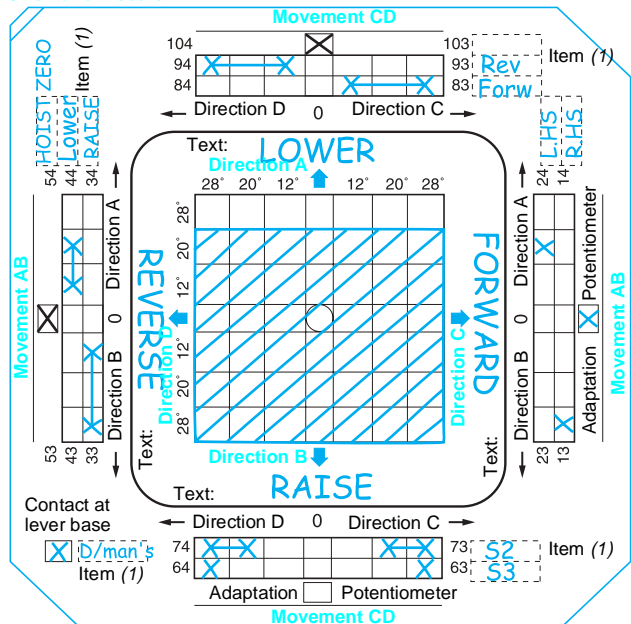 Movement CD
104 103 Item (1)
94 93 Rev
84 83 Forw
Direction D 0 Direction C
HOIST ZERO
Lower
RAISE
Item (1)
54 44 34
Direction A
0
Direction B
Movement AB
53 43 33
Text: LOWER
Direction A
28° 20° 12° 12° 20° 28°
28°
20°
12°
12°
20°
28°
REVERSE
Direction D
Text:
FORWARD
Direction C
Text:
Direction B
Text: RAISE
L.HS
R.HS
24 14
Direction A
0
Direction B
Potentiometer
Adaptation
Movement AB
23 13
Contact at
lever base
D/man's
Item (1)
Direction D 0 Direction C
74 73 S2 Item (1)
64 63 S3
Adaptation Potentiometer
Movement CD